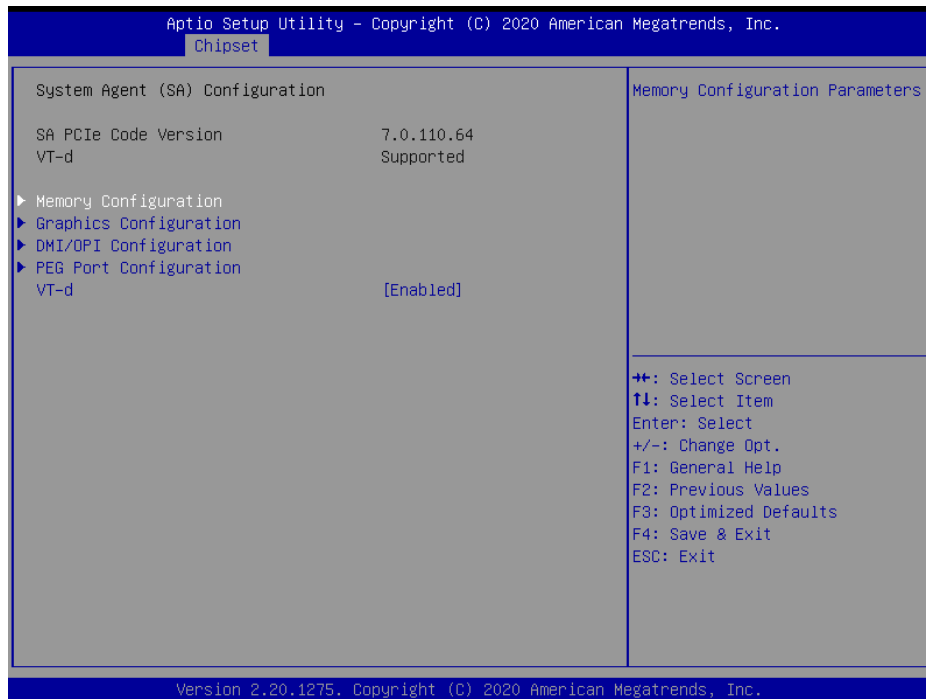 Aptio Setup Utility – Copyright (C) 2020 American Megatrends, Inc.
Chipset
System Agent (SA) Configuration
SA PCIe Code Version 7.0.110.64
VT-d Supported
Memory Configuration
Graphics Configuration
DMI/OPI Configuration
PEG Port Configuration
VT-d [Enabled]
Memory Configuration Parameters
→←: Select Screen
↑↓: Select Item
Enter: Select
+/-: Change Opt.
F1: General Help
F2: Previous Values
F3: Optimized Defaults
F4: Save & Exit
ESC: Exit
Version 2.20.1275. Copyright (C) 2020 American Megatrends, Inc.